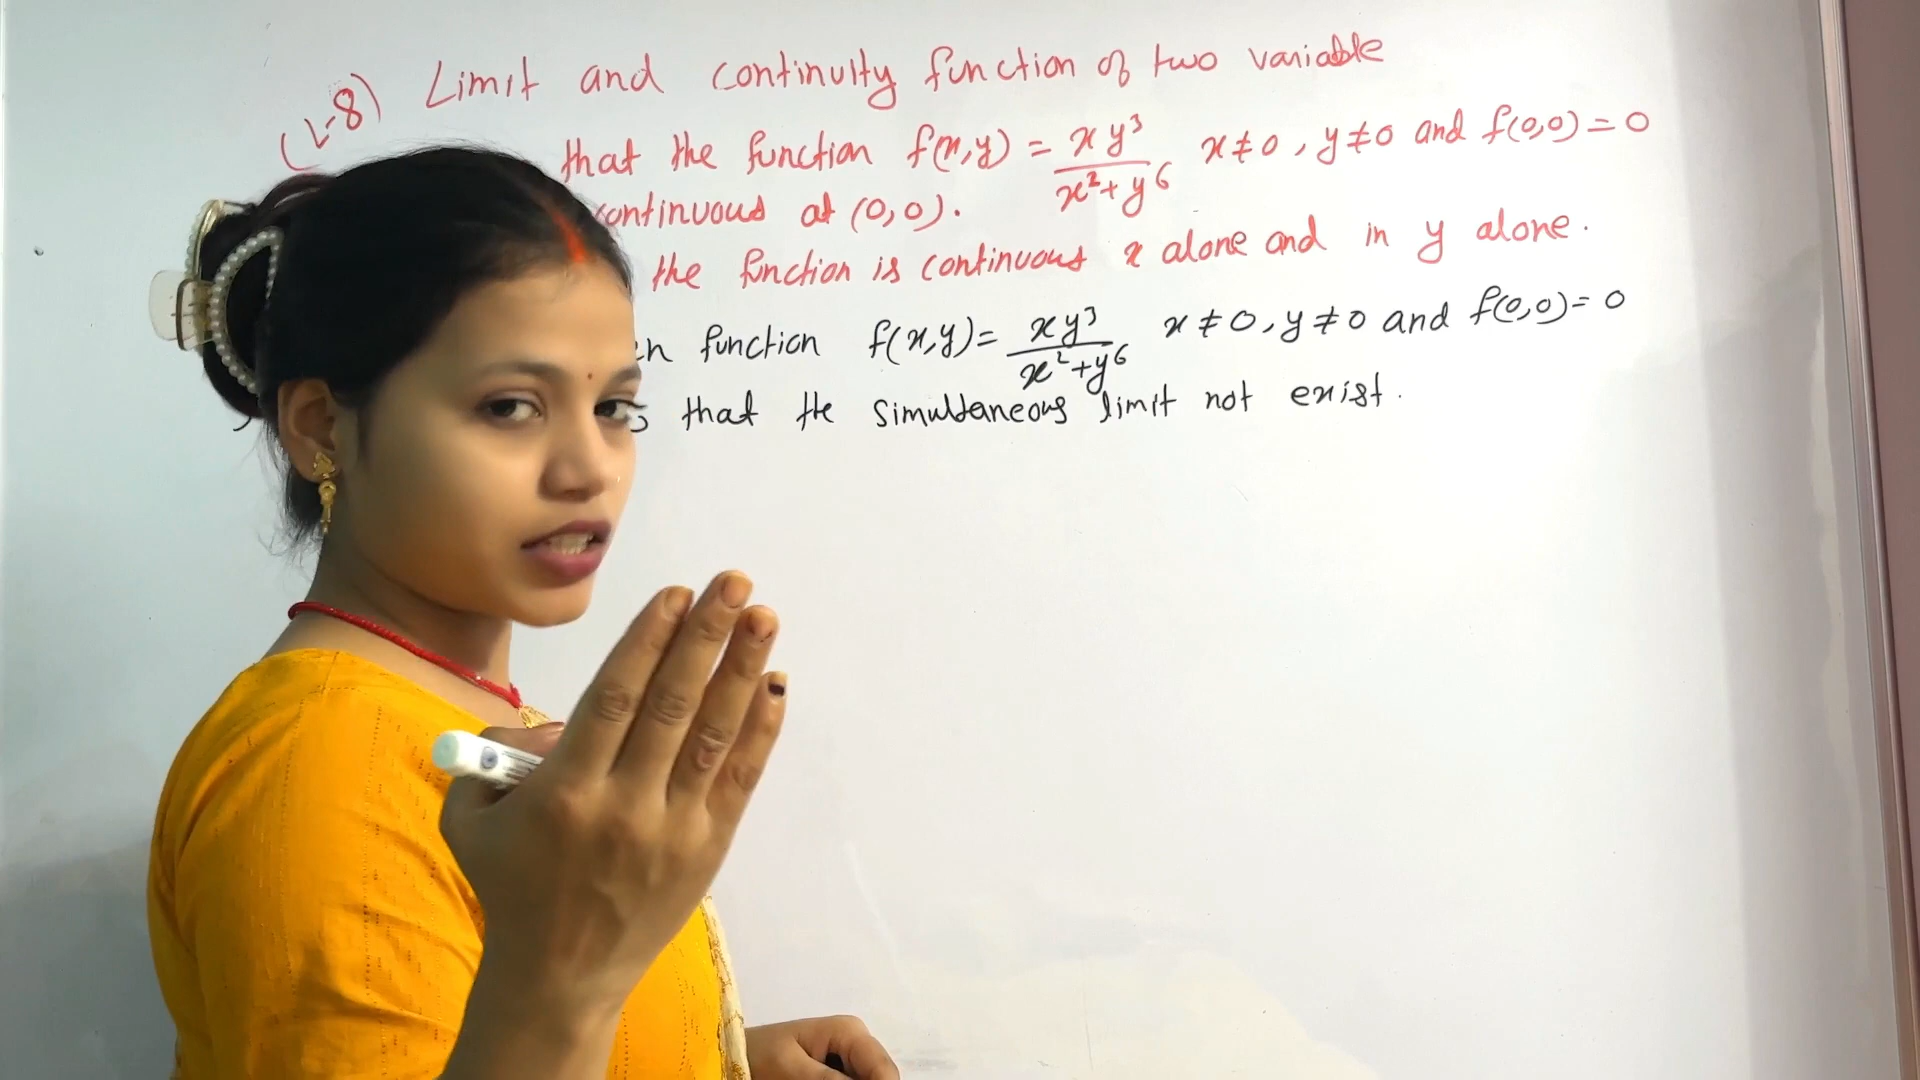 (L-8) Limit and continuity function of two variable
that the function f(x,y) = xy³/x²+y⁶ x≠0, y≠0 and f(0,0)=0
continuous at (0,0).
the function is continuous x alone and in y alone.
function f(x,y)= xy³/x²+y⁶ x≠0, y≠0 and f(0,0)=0
that the simultaneous limit not exist.